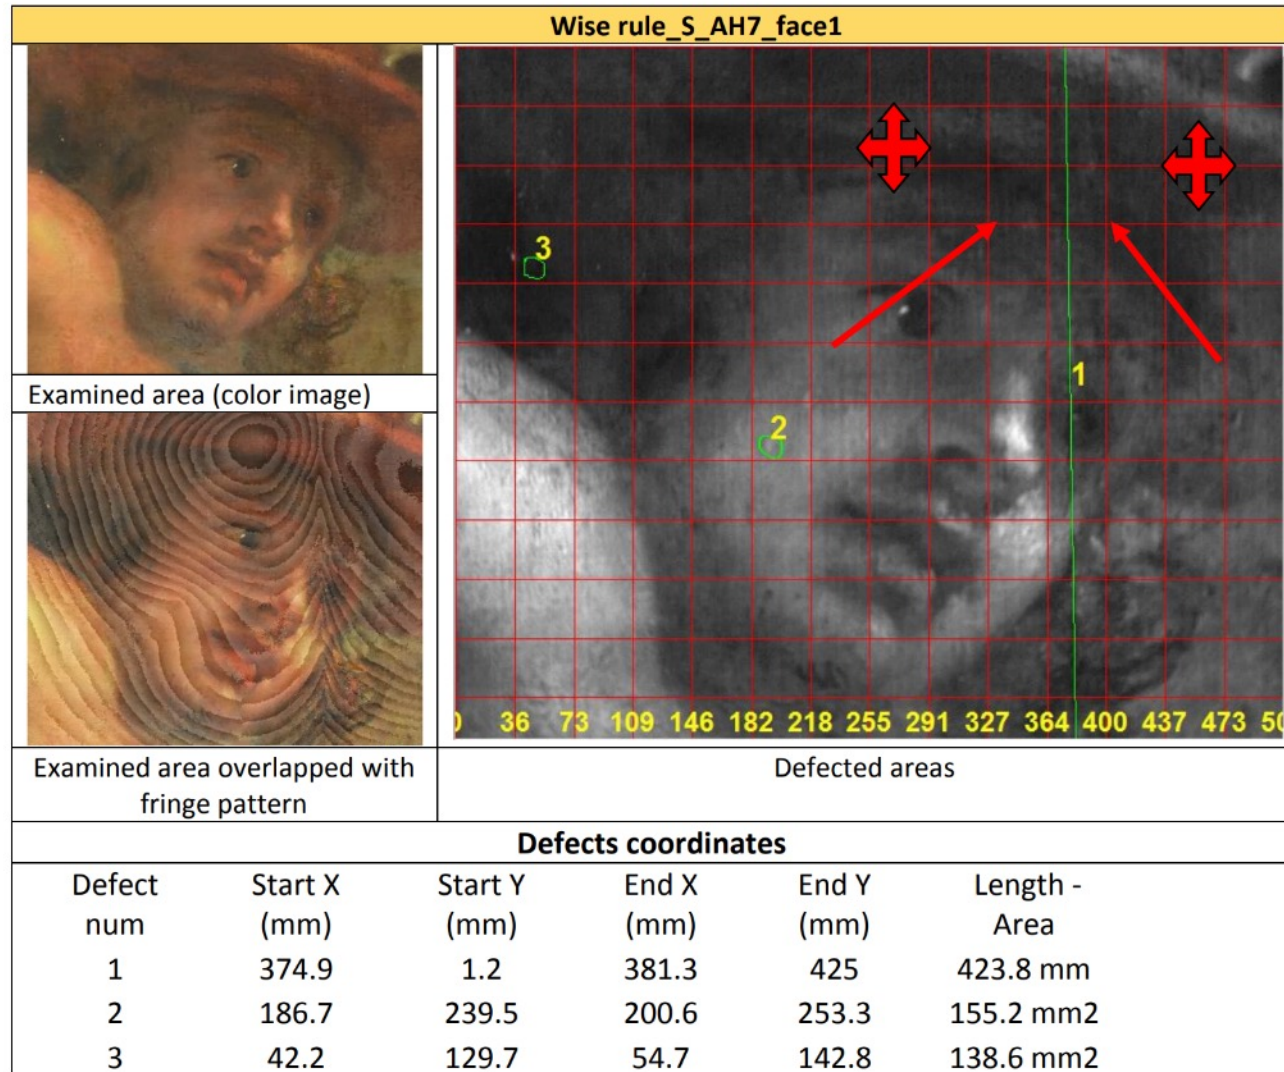 Wise rule_S_AH7_face1
Examined area (color image)
Examined area overlapped with
fringe pattern
3
1
2
0 36 73 109 146 182 218 255 291 327 364 400 437 473
Defected areas
Defects coordinates
Defect num Start X (mm) Start Y (mm) End X (mm) End Y (mm) Length - Area
1 374.9 1.2 381.3 425 423.8 mm
2 186.7 239.5 200.6 253.3 155.2 mm2
3 42.2 129.7 54.7 142.8 138.6 mm2